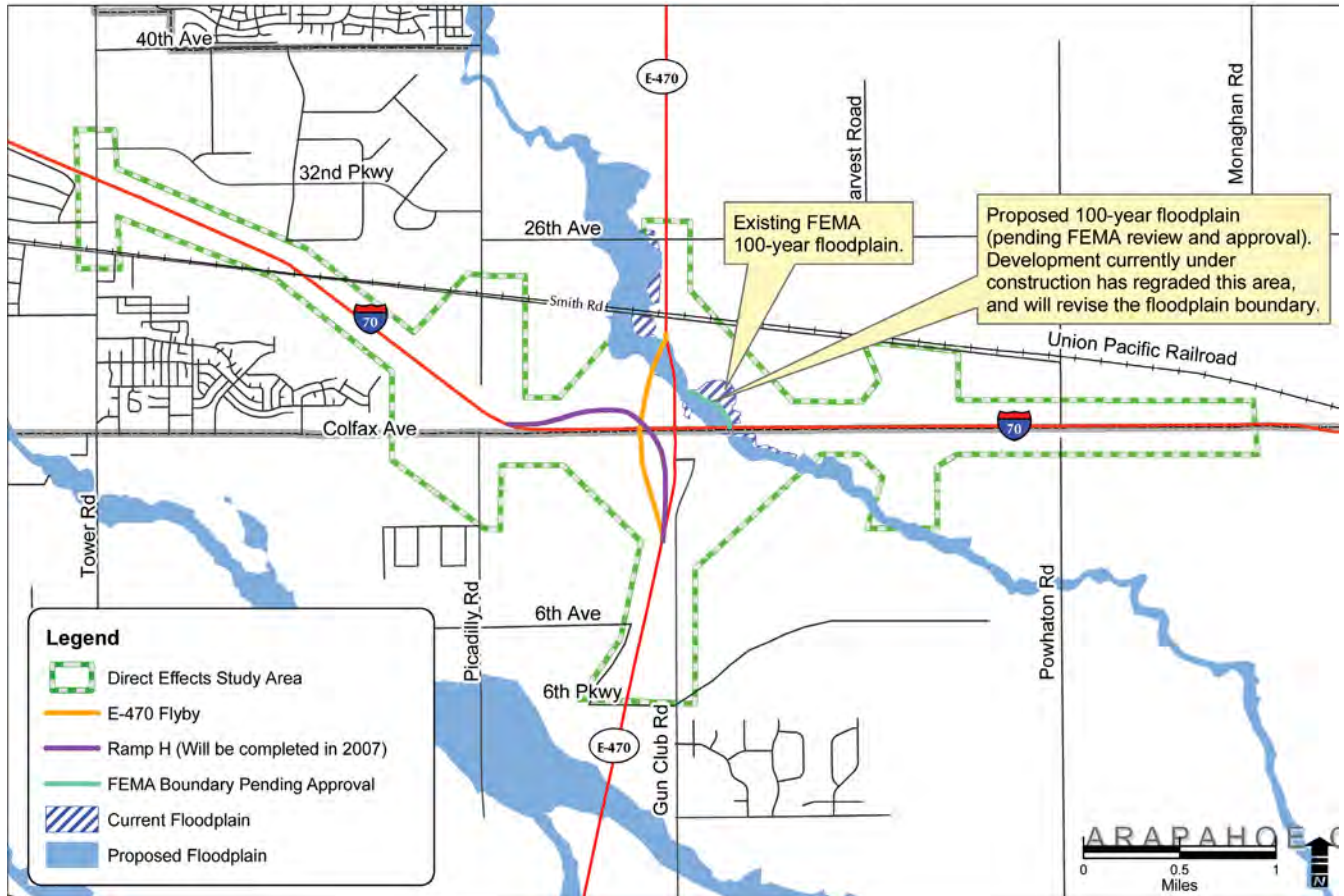 40th Ave
E-470
arvest Road
Monaghan Rd
32nd Pkwy
26th Ave
Existing FEMA
100-year floodplain.
Proposed 100-year floodplain
(pending FEMA review and approval).
Development currently under
construction has regraded this area,
and will revise the floodplain boundary.
Smith Rd
70
Union Pacific Railroad
Colfax Ave
70
Tower Rd
Picadilly Rd
6th Ave
6th Pkwy
E-470
Gun Club Rd
Powhaton Rd
Legend
Direct Effects Study Area
E-470 Flyby
Ramp H (Will be completed in 2007)
FEMA Boundary Pending Approval
Current Floodplain
Proposed Floodplain
ARAPAHOE C
0 0.5 1
Miles
N